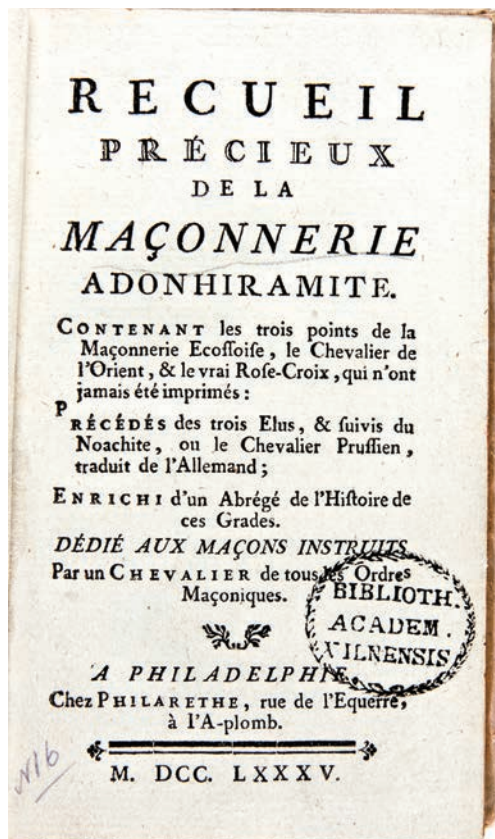 RECUEIL
PRÉCIEUX
DE LA
MAÇONNERIE
ADONHIRAMITE.
CONTENANT les trois points de la
Maçonnerie Ecoſſoiſe, le Chevalier de
l'Orient, & le vrai Roſe-Croix, qui n'ont
jamais été imprimés :
PRÉCÉDÉS des trois Elus, & ſuivis du
Noachite, ou le Chevalier Pruſſien,
traduit de l'Allemand ;
ENRICHI d'un Abrégé de l'Hiſtoire de
ces Grades.
DÉDIÉ AUX MAÇONS INSTRUITS
Par un CHEVALIER de tous les Ordres
Maçoniques.
BIBLIOTH.
ACADEM.
VILNENSIS
A PHILADELPHIE,
Chez PHILARETHE, rue de l'Equerre,
à l'A-plomb.
N16
M. DCC. LXXXV.